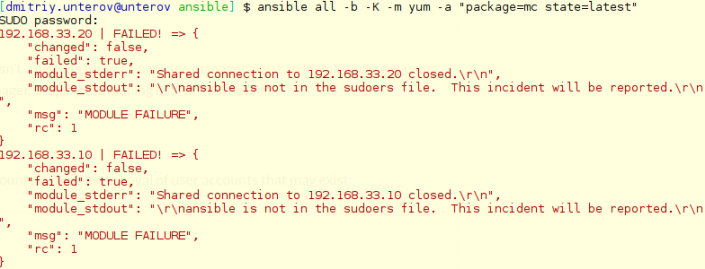 [dmitriy.unterov@unterov ansible] $ ansible all -b -K -m yum -a "package=mc state=latest"
SUDO password:
192.168.33.20 | FAILED! => {
    "changed": false,
    "failed": true,
    "module_stderr": "Shared connection to 192.168.33.20 closed.\r\n",
    "module_stdout": "\r\nansible is not in the sudoers file.  This incident will be reported.\r\n
",
    "msg": "MODULE FAILURE",
    "rc": 1
}
192.168.33.10 | FAILED! => {
    "changed": false,
    "failed": true,
    "module_stderr": "Shared connection to 192.168.33.10 closed.\r\n",
    "module_stdout": "\r\nansible is not in the sudoers file.  This incident will be reported.\r\n
",
    "msg": "MODULE FAILURE",
    "rc": 1
}